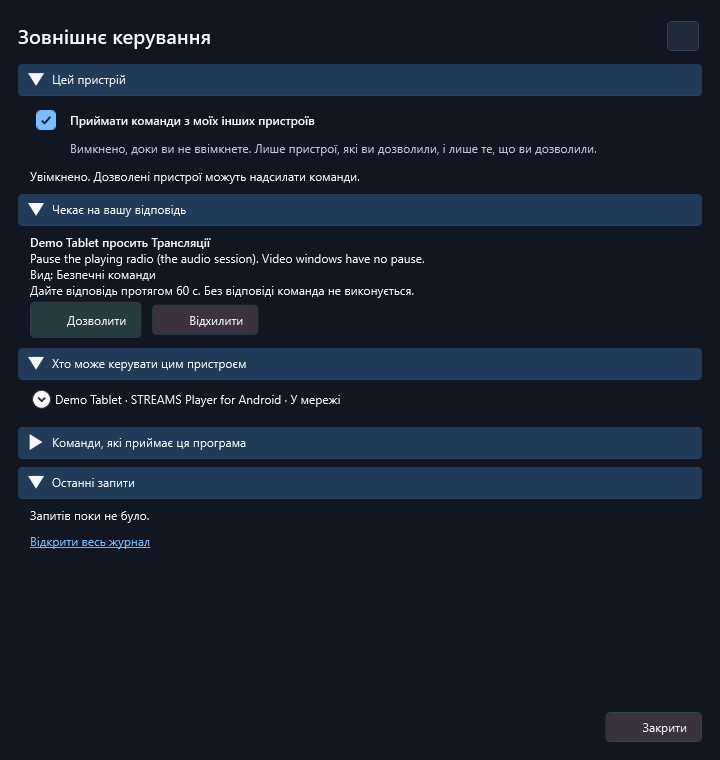 Зовнішнє керування
Цей пристрій
Приймати команди з моїх інших пристроїв
Вимкнено, доки ви не ввімкнете. Лише пристрої, які ви дозволили, і лише те, що ви дозволили.
Увімкнено. Дозволені пристрої можуть надсилати команди.
Чекає на вашу відповідь
Demo Tablet просить Трансляції
Pause the playing radio (the audio session). Video windows have no pause.
Вид: Безпечні команди
Дайте відповідь протягом 60 с. Без відповіді команда не виконується.
Дозволити
Відхилити
Хто може керувати цим пристроєм
Demo Tablet · STREAMS Player for Android · У мережі
Команди, які приймає ця програма
Останні запити
Запитів поки не було.
Відкрити весь журнал
Закрити